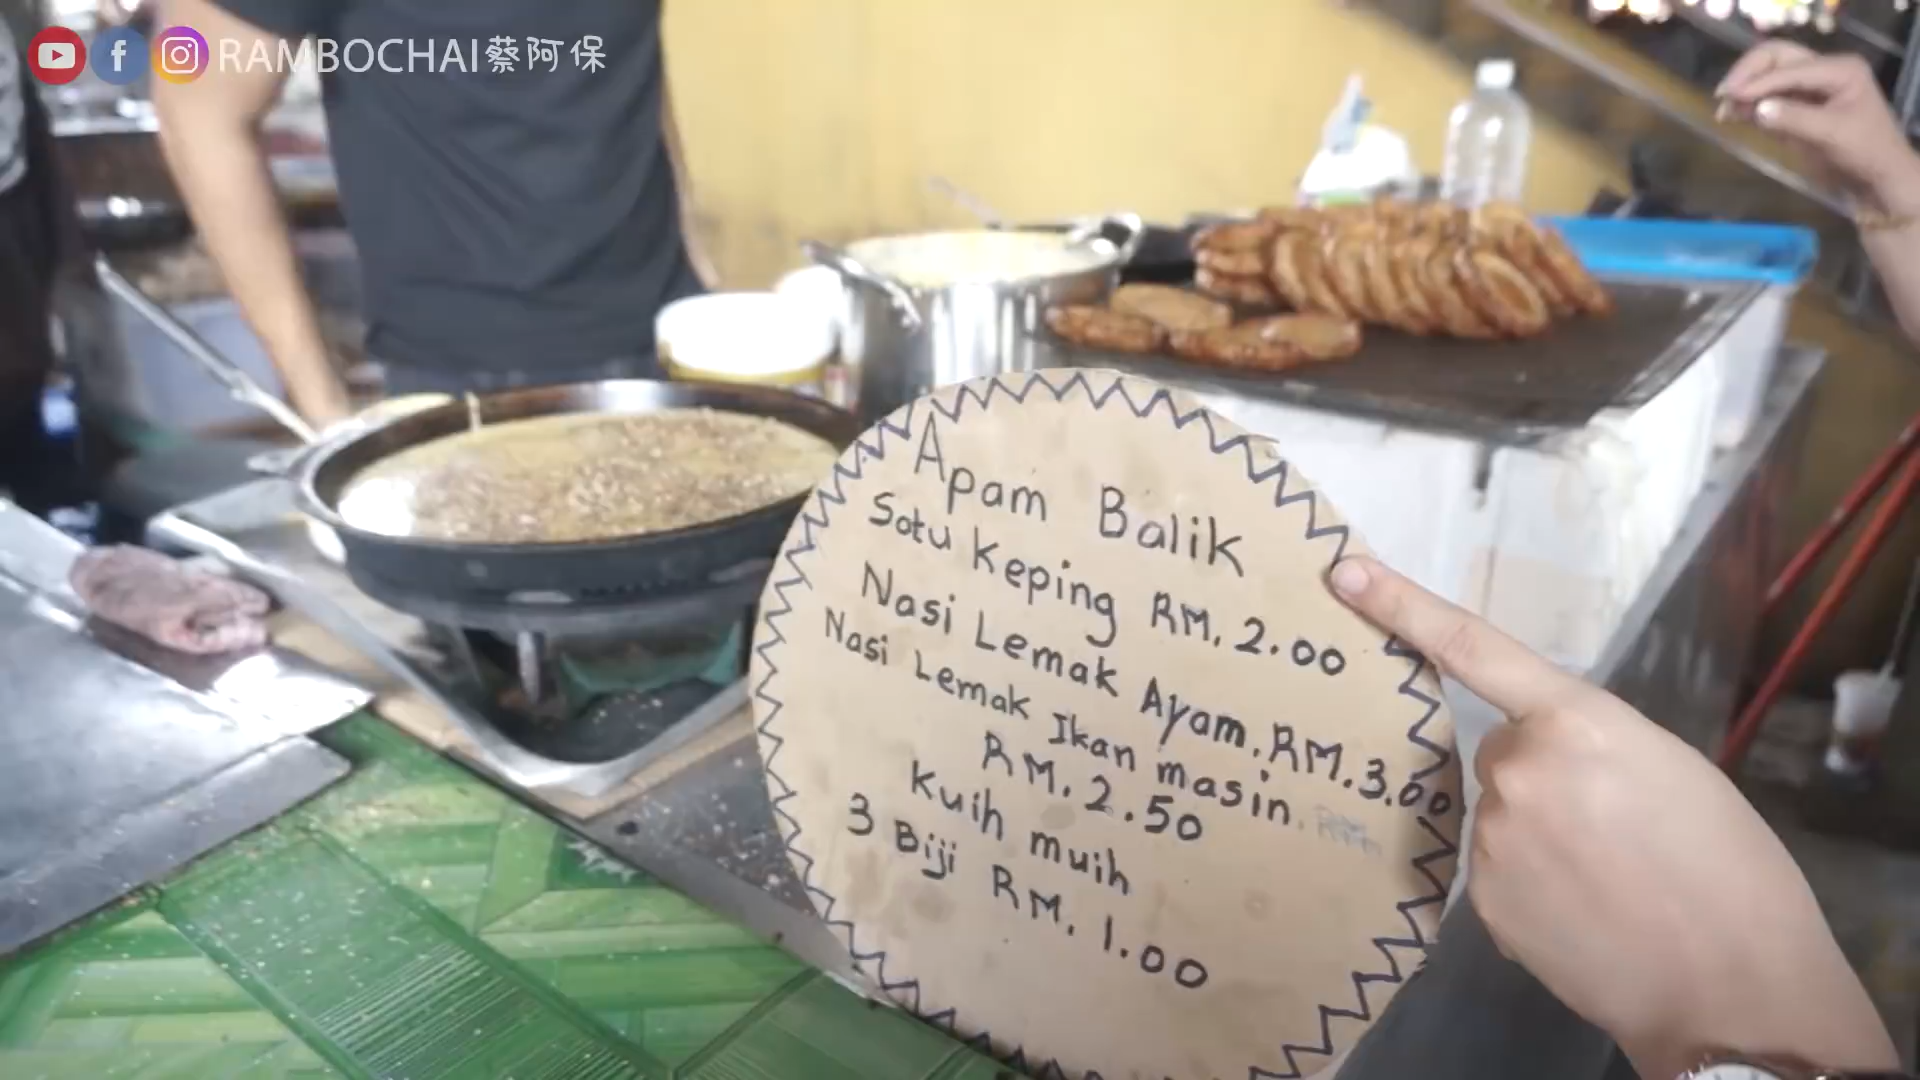 RAMBOCHAI蔡阿保
Apam Balik
Satu Keping RM. 2.00
Nasi Lemak Ayam. RM. 3.00
Nasi Lemak Ikan masin.
RM. 2.50
Kuih muih
3 Biji RM. 1.00